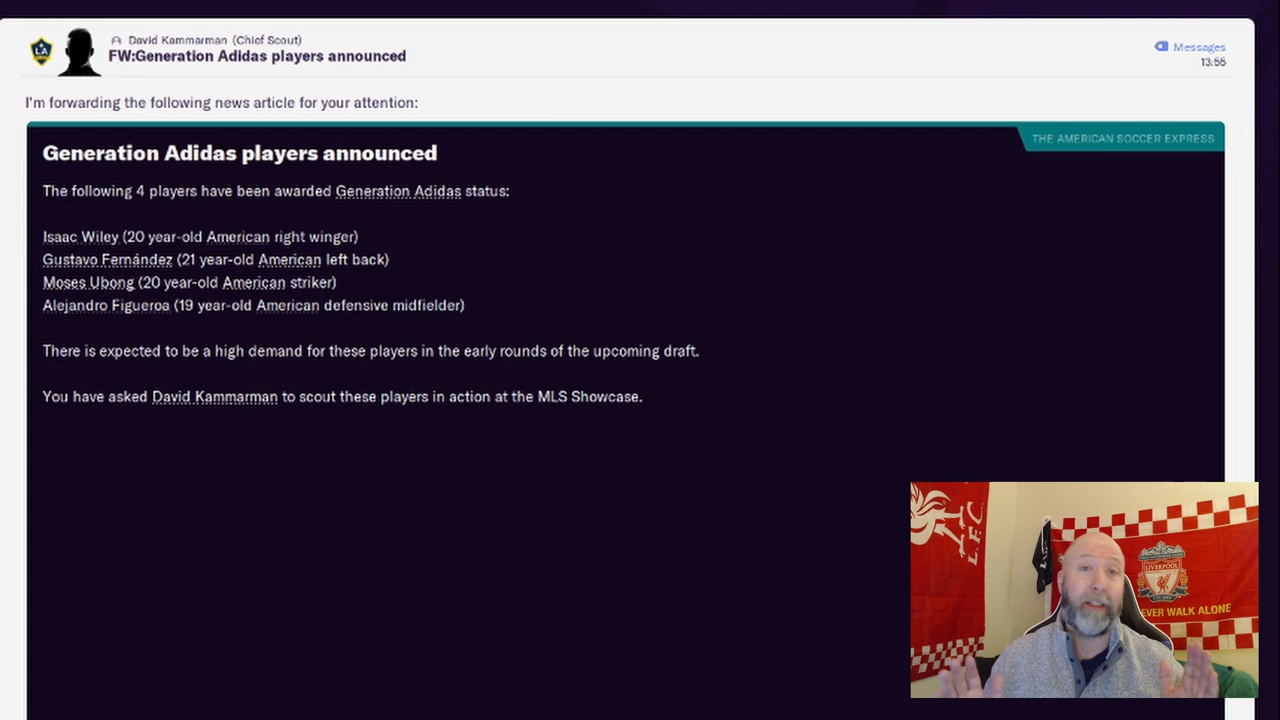 David Kammarman (Chief Scout)
FW:Generation Adidas players announced
Messages
13:55
LA
I'm forwarding the following news article for your attention:
THE AMERICAN SOCCER EXPRESS
Generation Adidas players announced
The following 4 players have been awarded Generation Adidas status:
Isaac Wiley (20 year-old American right winger)
Gustavo Fernández (21 year-old American left back)
Moses Ubong (20 year-old American striker)
Alejandro Figueroa (19 year-old American defensive midfielder)
There is expected to be a high demand for these players in the early rounds of the upcoming draft.
You have asked David Kammarman to scout these players in action at the MLS Showcase.
L.F.C
LIVERPOOL
EVER WALK ALONE